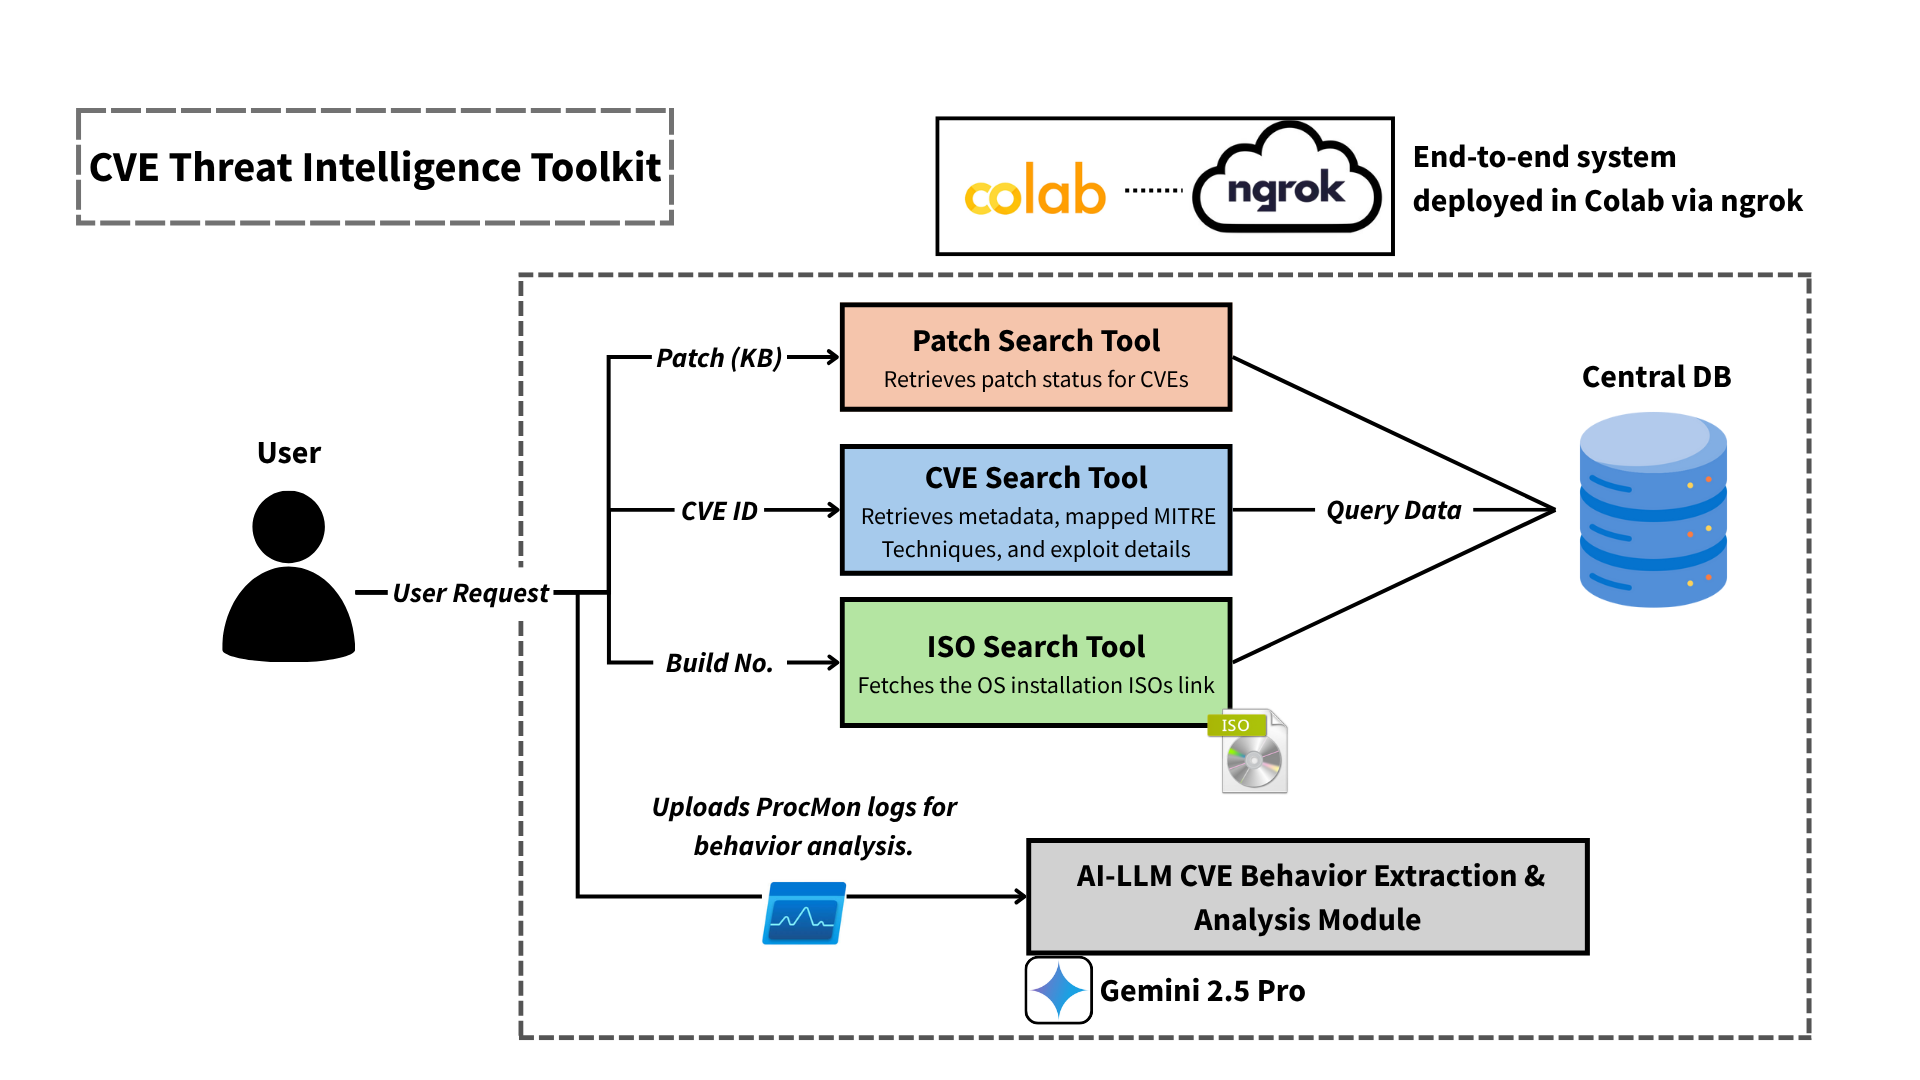 CVE Threat Intelligence Toolkit
colab
ngrok
End-to-end system
deployed in Colab via ngrok
Patch (KB)
Patch Search Tool
Retrieves patch status for CVEs
Central DB
User
CVE ID
CVE Search Tool
Retrieves metadata, mapped MITRE
Techniques, and exploit details
Query Data
User Request
Build No.
ISO Search Tool
Fetches the OS installation ISOs link
ISO
Uploads ProcMon logs for
behavior analysis.
AI-LLM CVE Behavior Extraction &
Analysis Module
Gemini 2.5 Pro